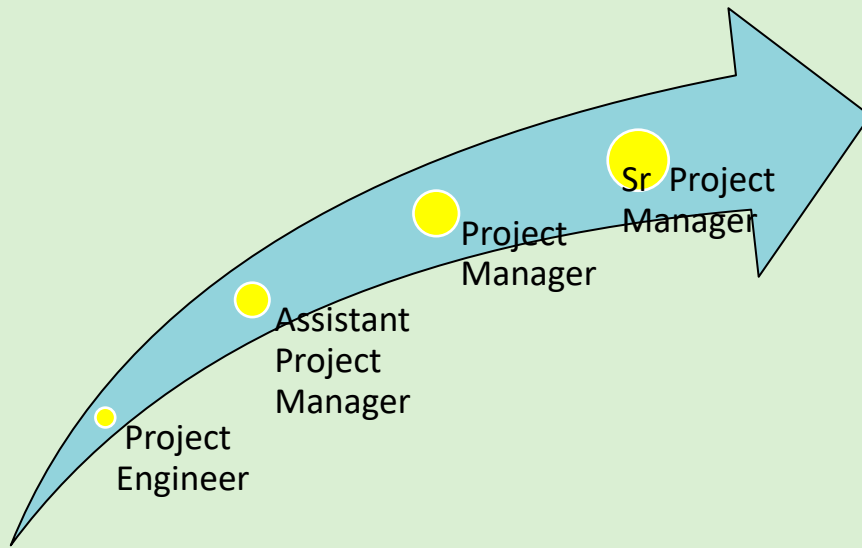 Project
Engineer
Assistant
Project
Manager
Project
Manager
Sr Project
Manager